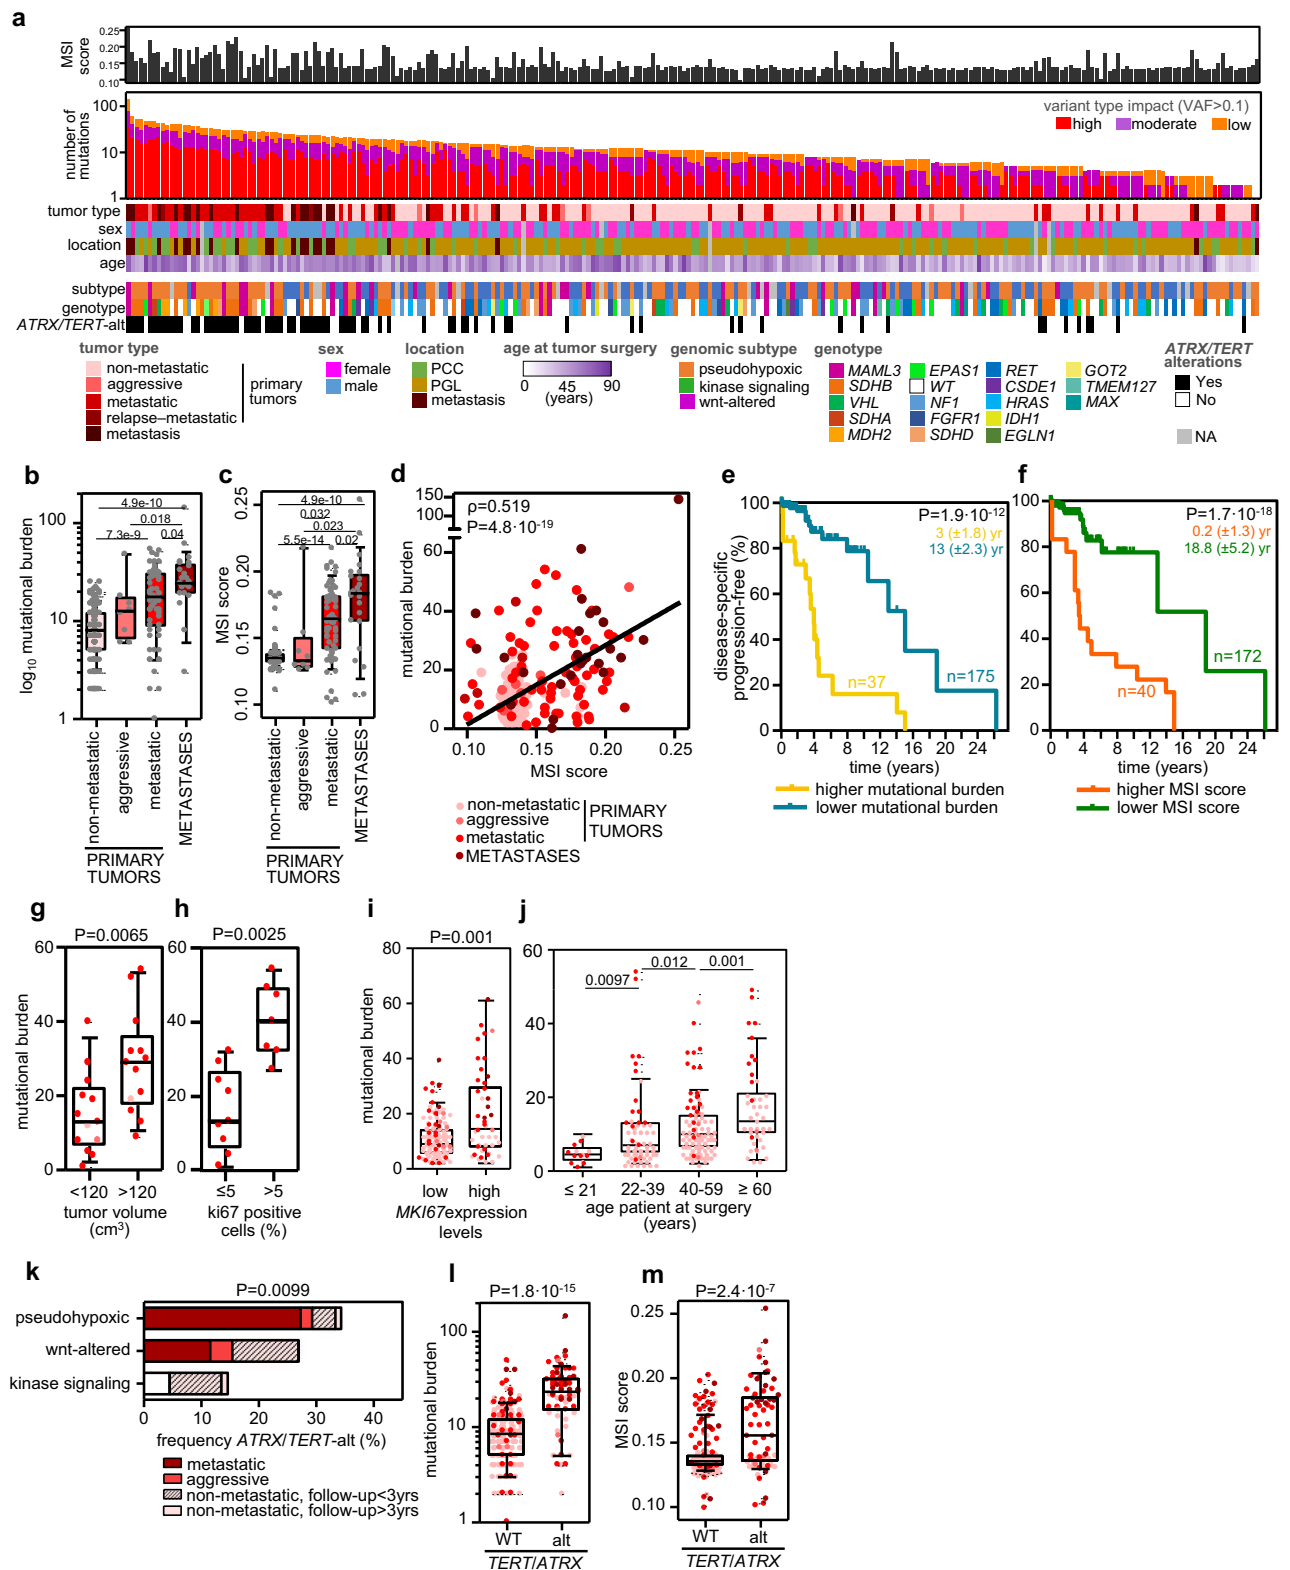 a
MSI score
0.25
0.20
0.15
0.10
number of mutations
100
10
1
variant type impact (VAF>0.1)
high moderate low
tumor type
sex
location
age
subtype
genotype
ATRX/TERT-alt
tumor type
non-metastatic
aggressive
metastatic
relapse–metastatic
metastasis
primary tumors
sex
female
male
location
PCC
PGL
metastasis
age at tumor surgery
0 45 90
(years)
genomic subtype
pseudohypoxic
kinase signaling
wnt-altered
genotype
MAML3
SDHB
VHL
SDHA
MDH2
EPAS1
WT
NF1
FGFR1
SDHD
RET
CSDE1
HRAS
IDH1
EGLN1
GOT2
TMEM127
MAX
ATRX/TERT
alterations
Yes
No
NA
b
log10 mutational burden
100
10
1
4.9e-10
0.018
7.3e-9 0.04
non-metastatic
aggressive
metastatic
METASTASES
PRIMARY
TUMORS
c
MSI score
0.25
0.20
0.15
0.10
4.9e-10
0.032
0.023
5.5e-14 0.02
non-metastatic
aggressive
metastatic
METASTASES
PRIMARY
TUMORS
d
mutational burden
150
100
60
40
20
0
ρ=0.519
P=4.8·10-19
0.10 0.15 0.20 0.25
MSI score
non-metastatic
aggressive
metastatic
METASTASES
PRIMARY
TUMORS
e
disease-specific
progression-free (%)
100
80
60
40
20
0
P=1.9·10-12
3 (±1.8) yr
13 (±2.3) yr
n=37
n=175
0 4 8 12 16 20 24
time (years)
higher mutational burden
lower mutational burden
f
100
80
60
40
20
0
P=1.7·10-18
0.2 (±1.3) yr
18.8 (±5.2) yr
n=172
n=40
0 4 8 12 16 20 24
time (years)
higher MSI score
lower MSI score
g
P=0.0065
mutational burden
60
40
20
0
<120 >120
tumor volume
(cm3)
h
P=0.0025
60
40
20
0
≤5 >5
ki67 positive
cells (%)
i
P=0.001
mutational burden
80
60
40
20
0
low high
MKI67expression
levels
j
60
40
20
0
0.0097
0.012
0.001
≤ 21 22-39 40-59 ≥ 60
age patient at surgery
(years)
k
P=0.0099
pseudohypoxic
wnt-altered
kinase signaling
0 10 20 30 40
frequency ATRX/TERT-alt (%)
metastatic
aggressive
non-metastatic, follow-up<3yrs
non-metastatic, follow-up>3yrs
l
P=1.8·10-15
mutational burden
100
10
1
WT alt
TERT/ATRX
m
P=2.4·10-7
MSI score
0.25
0.20
0.15
0.10
WT alt
TERT/ATRX